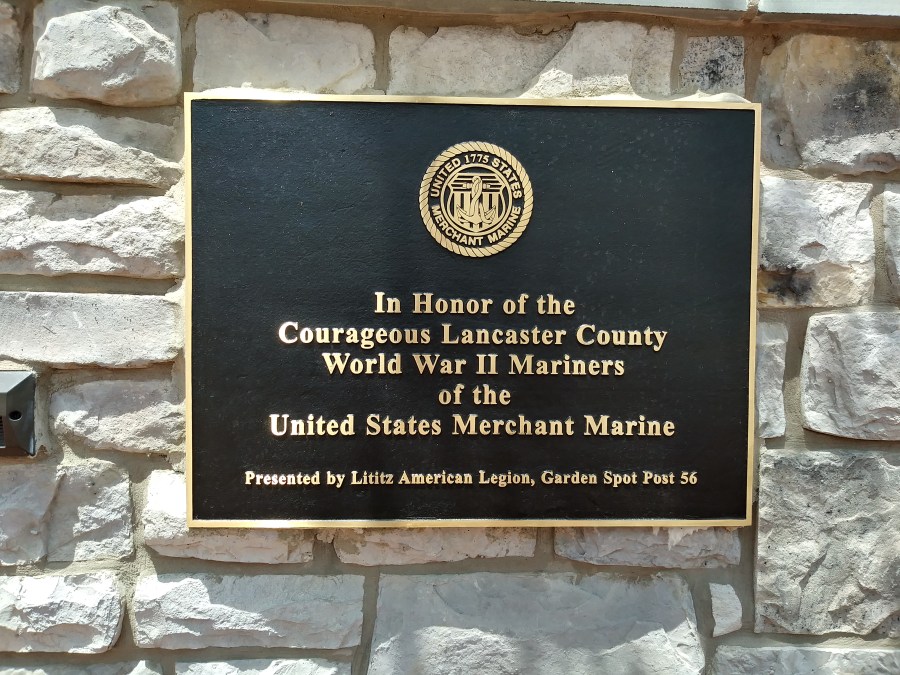 UNITED 1775 STATES
MERCHANT MARINE
In Honor of the
Courageous Lancaster County
World War II Mariners
of the
United States Merchant Marine
Presented by Lititz American Legion, Garden Spot Post 56